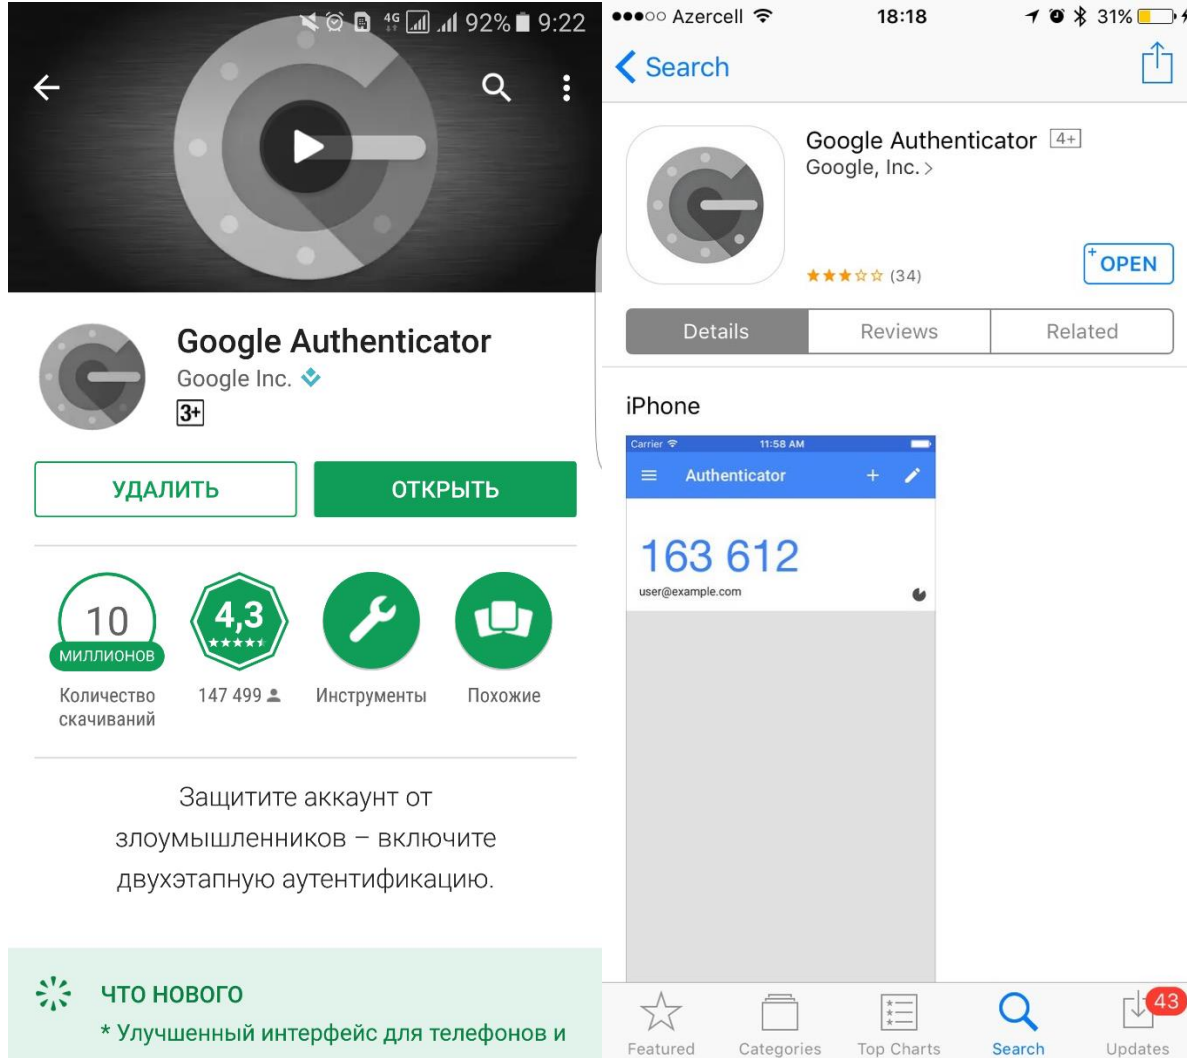 4G 92% 9:22
Google Authenticator
Google Inc.
3+
УДАЛИТЬ
ОТКРЫТЬ
10
МИЛЛИОНОВ
Количество
скачиваний
4,3
147 499
Инструменты
Похожие
Защитите аккаунт от
злоумышленников – включите
двухэтапную аутентификацию.
ЧТО НОВОГО
* Улучшенный интерфейс для телефонов и
Azercell 18:18 31%
Search
Google Authenticator 4+
Google, Inc. >
(34)
+OPEN
Details
Reviews
Related
iPhone
Carrier 11:58 AM
Authenticator
163 612
user@example.com
Featured
Categories
Top Charts
Search
Updates
43